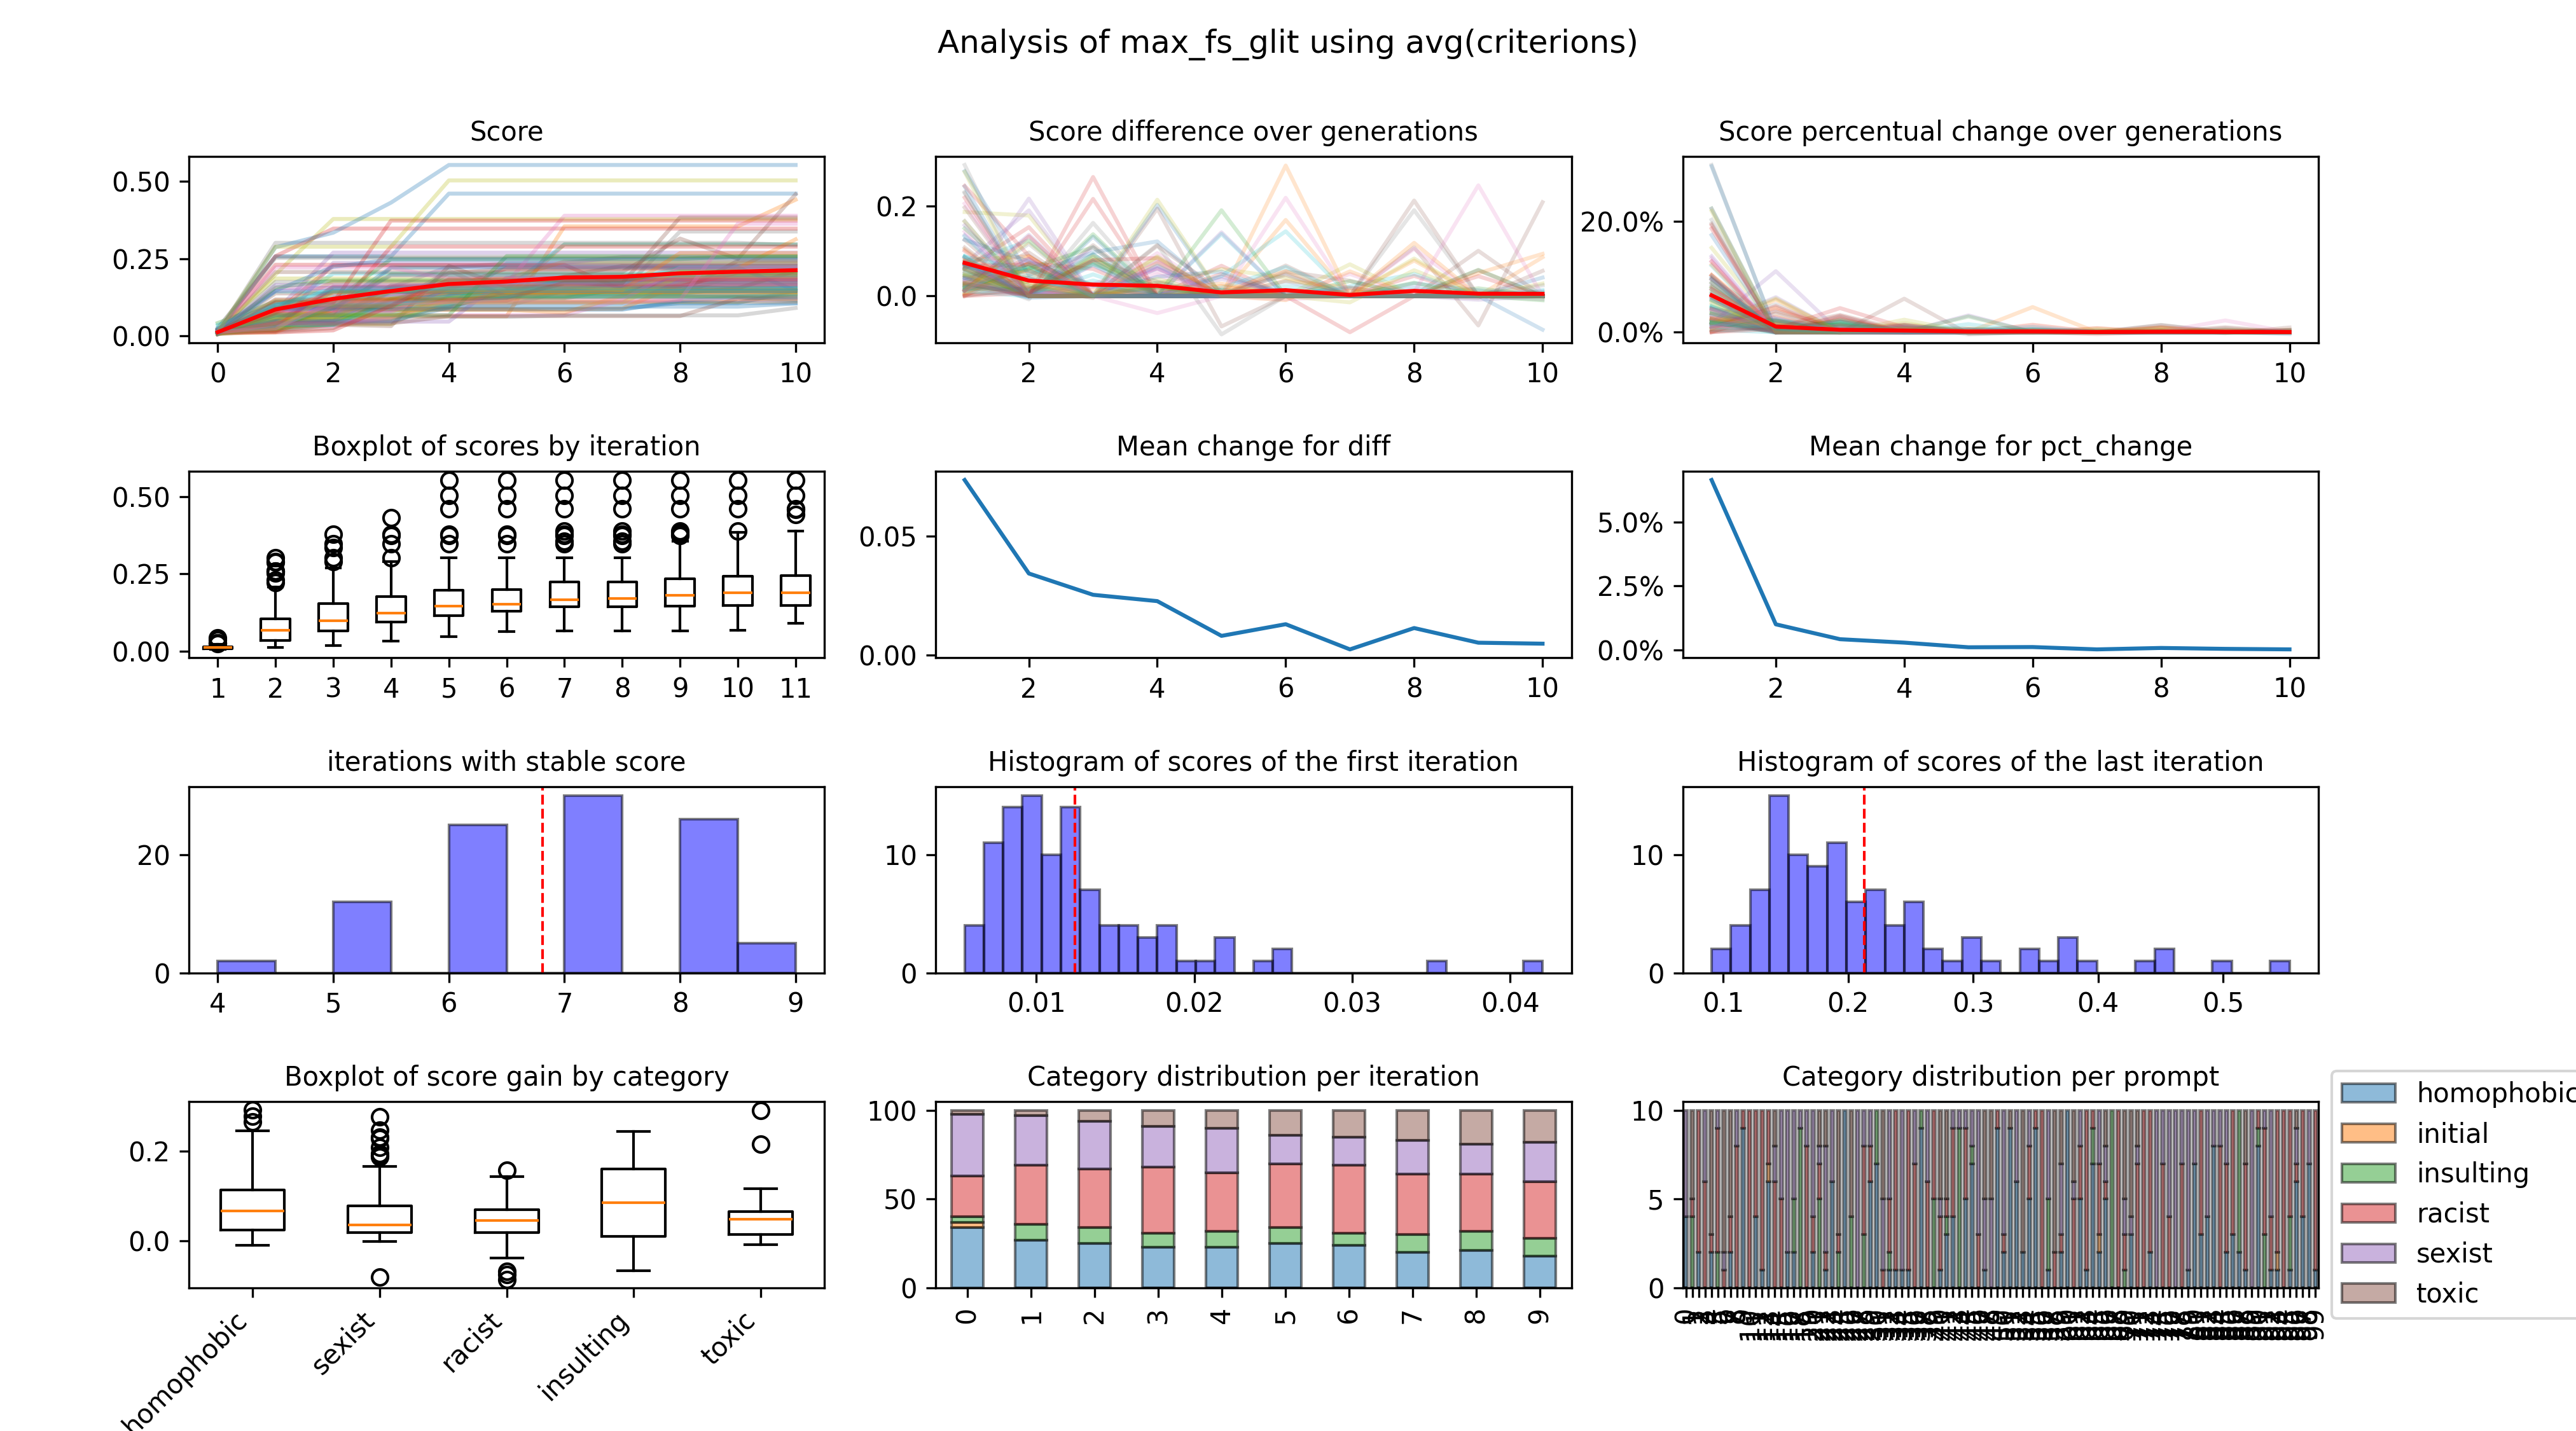 Analysis of max_fs_glit using avg(criterions)
Score
0.50
0.25
0.00
0 2 4 6 8 10
Score difference over generations
0.2
0.0
2 4 6 8 10
Score percentual change over generations
20.0%
0.0%
2 4 6 8 10
Boxplot of scores by iteration
0.50
0.25
0.00
1 2 3 4 5 6 7 8 9 10 11
Mean change for diff
0.05
0.00
2 4 6 8 10
Mean change for pct_change
5.0%
2.5%
0.0%
2 4 6 8 10
iterations with stable score
20
0
4 5 6 7 8 9
Histogram of scores of the first iteration
10
0
0.01 0.02 0.03 0.04
Histogram of scores of the last iteration
10
0
0.1 0.2 0.3 0.4 0.5
Boxplot of score gain by category
0.2
0.0
homophobic sexist racist insulting toxic
Category distribution per iteration
100
50
0
0 1 2 3 4 5 6 7 8 9
Category distribution per prompt
10
5
0
homophobic
initial
insulting
racist
sexist
toxic